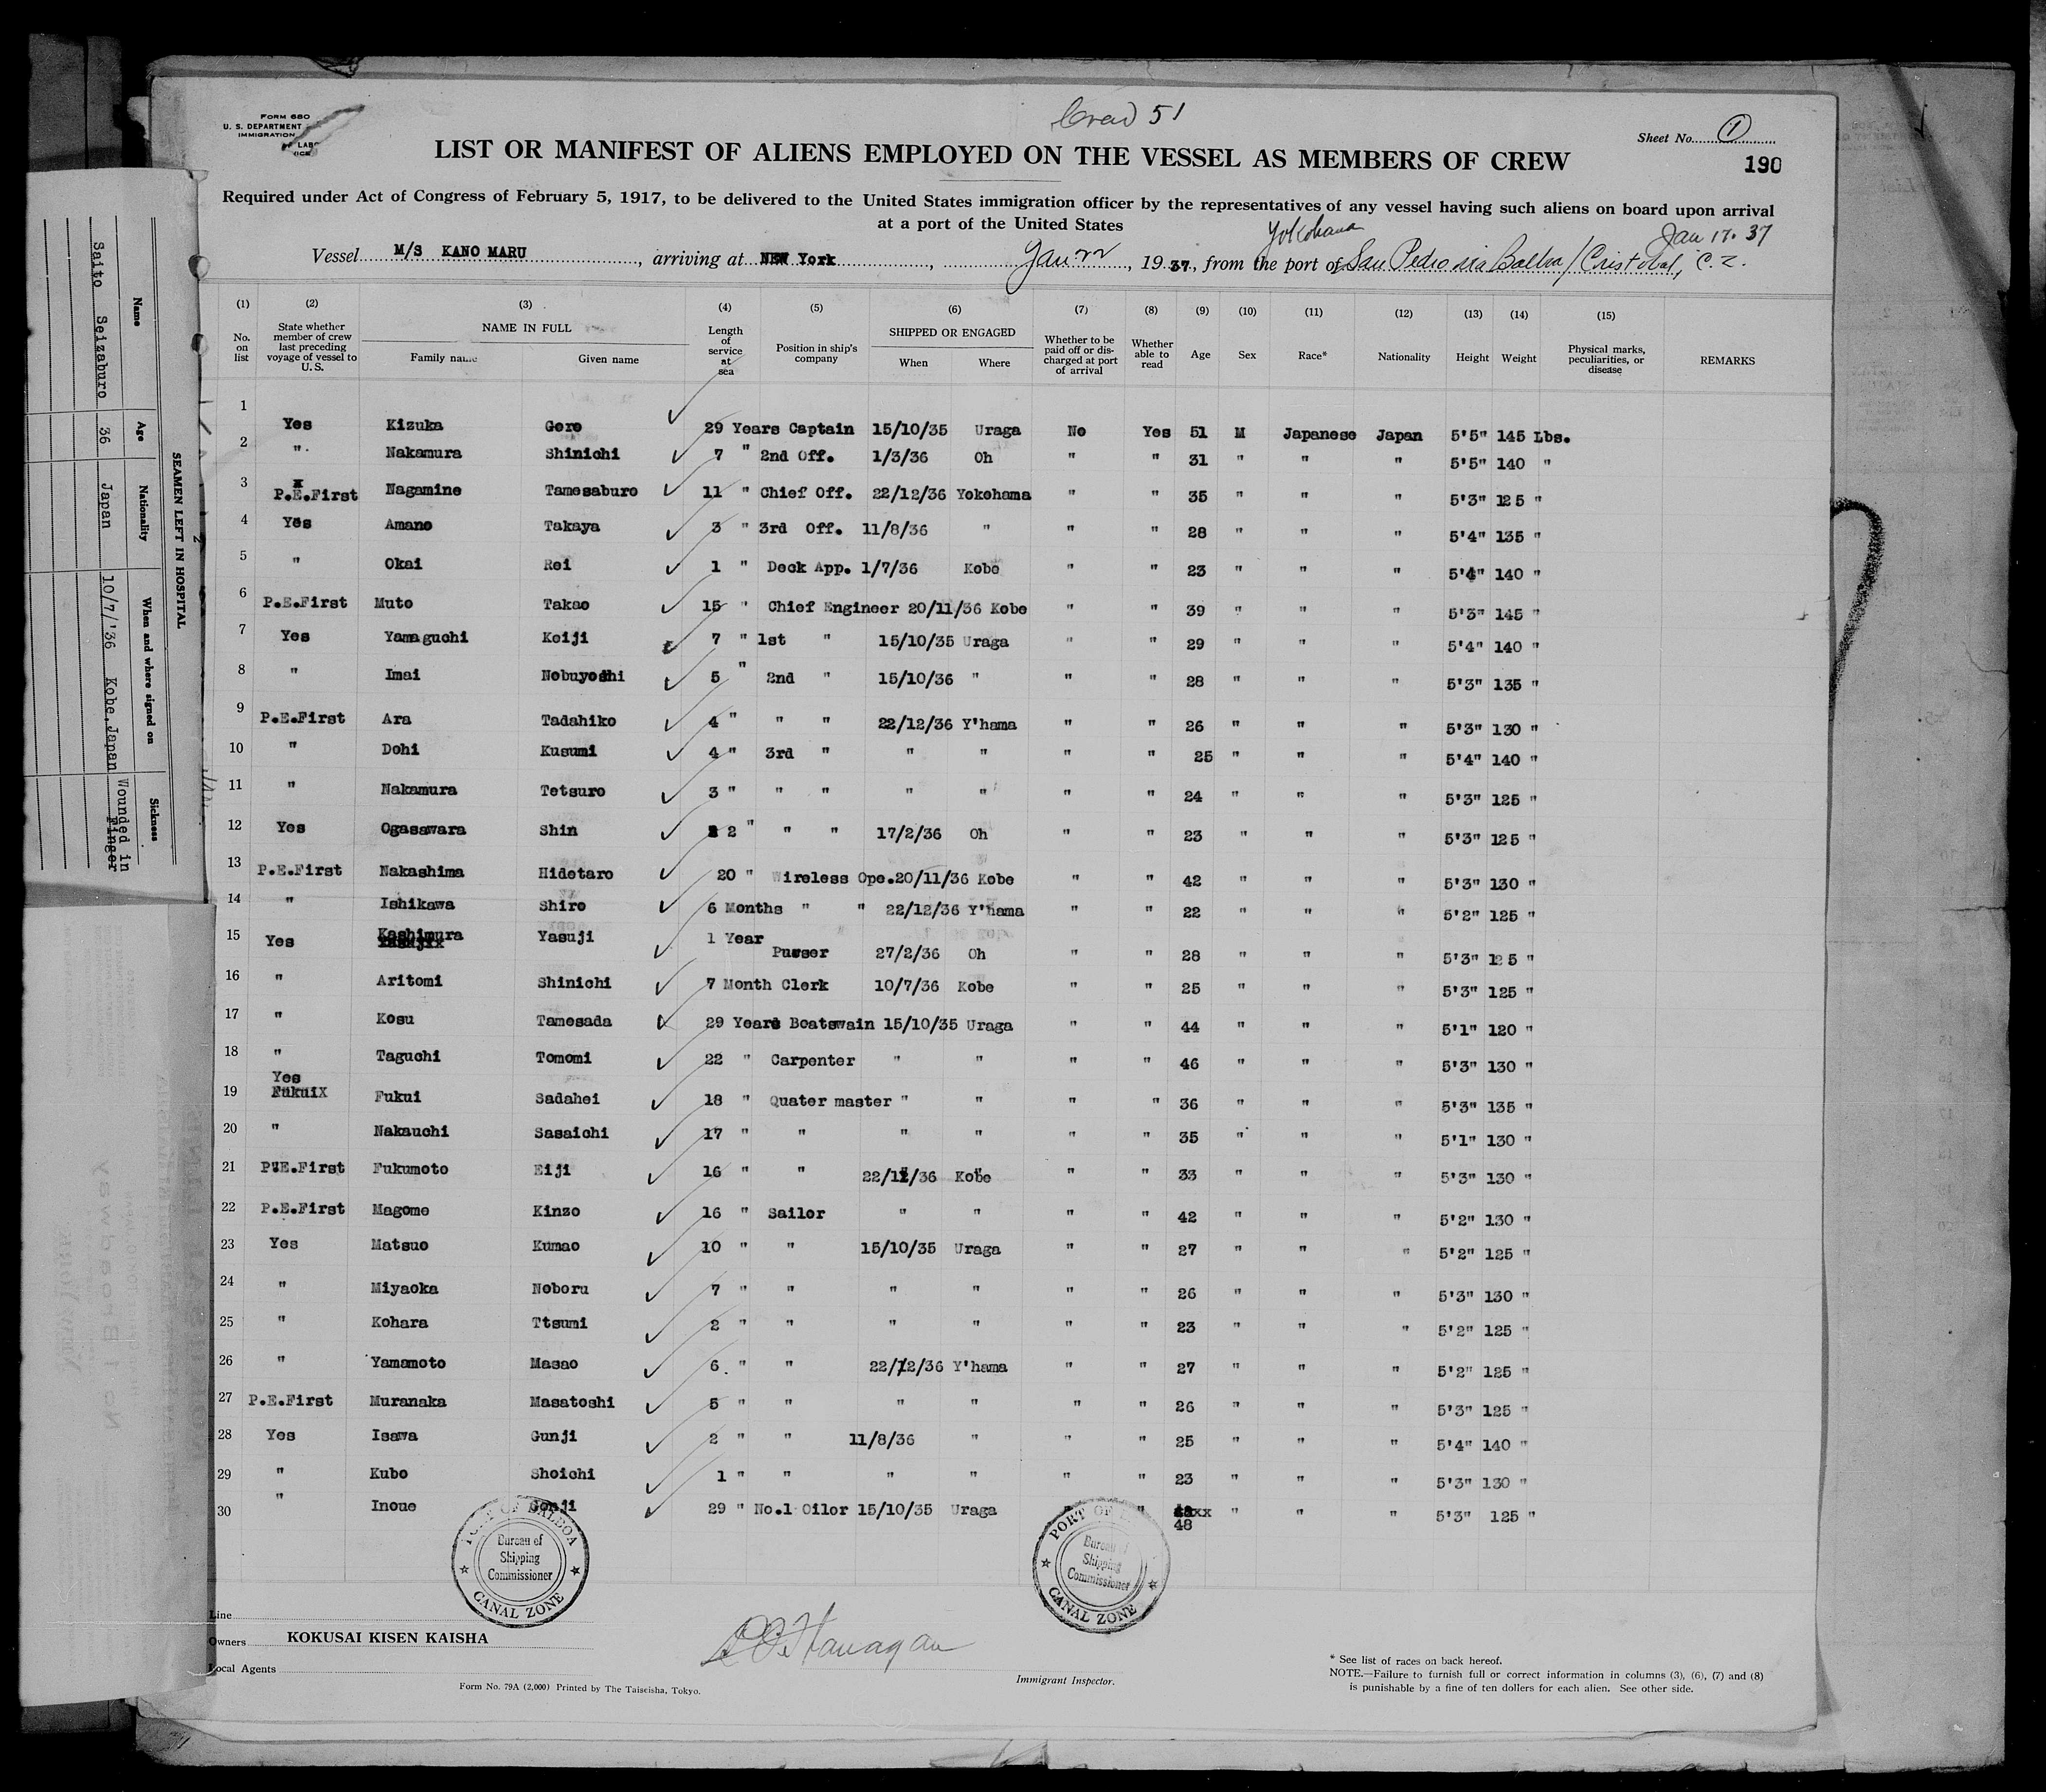 Crew 51
FORM 680
U. S. DEPARTMENT OF LABOR
IMMIGRATION
Sheet No. 1
190
LIST OR MANIFEST OF ALIENS EMPLOYED ON THE VESSEL AS MEMBERS OF CREW
Required under Act of Congress of February 5, 1917, to be delivered to the United States immigration officer by the representatives of any vessel having such aliens on board upon arrival
at a port of the United States
Yokohama
Jan 17. 37
Vessel M/S KANO MARU, arriving at NEW York, Jan 22, 1937, from the port of San Pedro via Balboa/Cristobal, C.Z.
(1) (2) (3) (4) (5) (6) (7) (8) (9) (10) (11) (12) (13) (14) (15)
No. on list
State whether member of crew last preceding voyage of vessel to U. S.
NAME IN FULL
Family name Given name
Length of service at sea
Position in ship's company
SHIPPED OR ENGAGED
When Where
Whether to be paid off or discharged at port of arrival
Whether able to read
Age Sex Race* Nationality Height Weight
Physical marks, peculiarities, or disease
REMARKS
1 Yes Kizuka Gero 29 Years Captain 15/10/35 Uraga No Yes 51 M Japanese Japan 5'5" 145 Lbs.
2 " Nakamura Shinichi 7 " 2nd Off. 1/3/36 Oh " " 31 " " " 5'5" 140 "
3 P.E.First Nagamine Tamesaburo 11 " Chief Off. 22/12/36 Yokohama " " 35 " " " 5'3" 125 "
4 Yes Amano Takaya 3 " 3rd Off. 11/8/36 " " " 28 " " " 5'4" 135 "
5 " Okai Rei 1 " Deck App. 1/7/36 Kobe " " 23 " " " 5'4" 140 "
6 P.E.First Muto Takao 15 " Chief Engineer 20/11/36 Kobe " " 39 " " " 5'3" 145 "
7 Yes Yamaguchi Keiji 7 " 1st " 15/10/35 Uraga " " 29 " " " 5'4" 140 "
8 " Imai Nobuyoshi 5 " 2nd " 15/10/36 " " " 28 " " " 5'3" 135 "
9 P.E.First Ara Tadahiko 4 " " " 22/12/36 Y'hama " " 26 " " " 5'3" 130 "
10 " Dohi Kusumi 4 " 3rd " " " " " 25 " " " 5'4" 140 "
11 " Nakamura Tetsuro 3 " " " " " " " 24 " " " 5'3" 125 "
12 Yes Ogasawara Shin 2 " " " 17/2/36 Oh " " 23 " " " 5'3" 125 "
13 P.E.First Nakashima Hidetaro 20 " Wireless Ope. 20/11/36 Kobe " " 42 " " " 5'3" 130 "
14 " Ishikawa Shiro 6 Months " " 22/12/36 Y'hama " " 22 " " " 5'2" 125 "
15 Yes Kashimura Yasuji 1 Year Purser 27/2/36 Oh " " 28 " " " 5'3" 125 "
16 " Aritomi Shinichi 7 Month Clerk 10/7/36 Kobe " " 25 " " " 5'3" 125 "
17 " Kosu Tamesada 29 Years Boatswain 15/10/35 Uraga " " 44 " " " 5'1" 120 "
18 " Taguchi Tomomi 22 " Carpenter " " " " 46 " " " 5'3" 130 "
19 Yes Fukui Sadahei 18 " Quater master " " " " 36 " " " 5'3" 135 "
20 " Nakauchi Sasaichi 17 " " " " " " 35 " " " 5'1" 130 "
21 P.E.First Fukumoto Eiji 16 " " 22/12/36 Kobe " " 33 " " " 5'3" 130 "
22 P.E.First Magome Kinzo 16 " Sailor " " " " 42 " " " 5'2" 130 "
23 Yes Matsuo Kumao 10 " " 15/10/35 Uraga " " 27 " " " 5'2" 125 "
24 " Miyaoka Noboru 7 " " " " " " 26 " " " 5'3" 130 "
25 " Kohara Ttsumi 2 " " " " " " 23 " " " 5'2" 125 "
26 " Yamamoto Masao 6 " " 22/12/36 Y'hama " " 27 " " " 5'2" 125 "
27 P.E.First Muranaka Masatoshi 5 " " " " " " 26 " " " 5'3" 125 "
28 Yes Isawa Gunji 2 " " 11/8/36 " " " 25 " " " 5'4" 140 "
29 " Kubo Shoichi 1 " " " " " " 23 " " " 5'3" 130 "
30 " Inoue Gonji 29 " No.1 Oilor 15/10/35 Uraga " " 48 " " " 5'3" 125 "
PORT OF BALBOA
Bureau of Shipping Commissioner
CANAL ZONE
PORT OF
Bureau of Shipping Commissioner
CANAL ZONE
Line
Owners KOKUSAI KISEN KAISHA
Local Agents
Immigrant Inspector.
Form No. 79A (2,000) Printed by The Taiseisha, Tokyo.
* See list of races on back hereof.
NOTE.—Failure to furnish full or correct information in columns (3), (6), (7) and (8)
is punishable by a fine of ten dollars for each alien. See other side.
SEAMEN LEFT IN HOSPITAL
Name Age Nationality When and where signed on Sickness
Saito Seizaburo 36 Japan 10/7/'36 Kobe, Japan Wounded in Finger